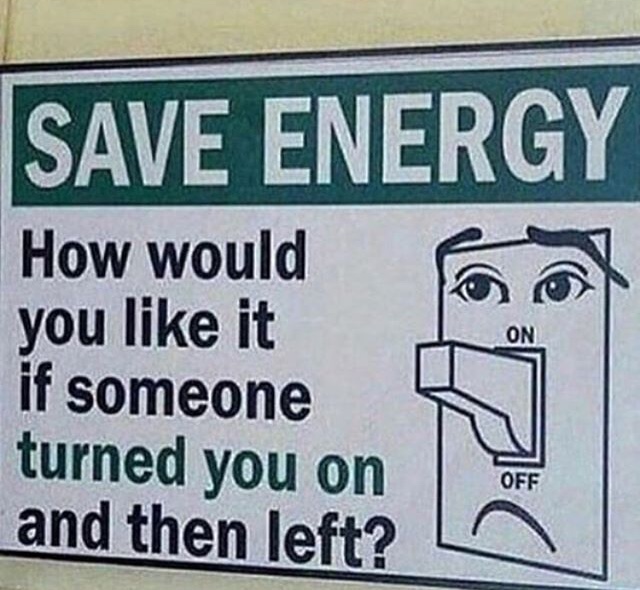 SAVE ENERGY
How would
you like it
if someone
turned you on
and then left?
ON
OFF